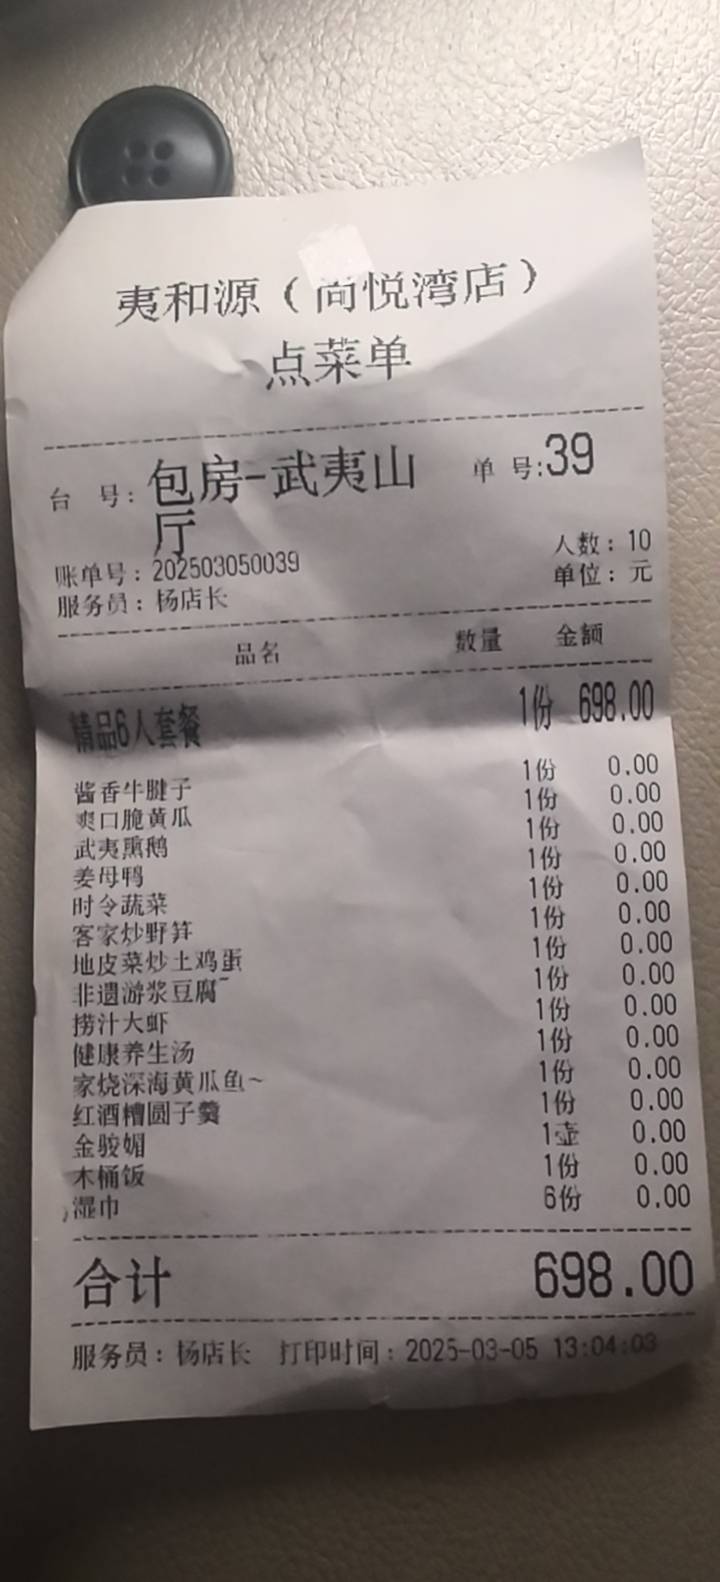 夷和源（尚悦湾店）
点菜单
台 号：包房-武夷山厅 单 号:39
账单号：202503050039 人数：10
服务员：杨店长 单位：元
品名 数量 金额
精品6人套餐 1份 698.00
酱香牛腱子 1份 0.00
爽口脆黄瓜 1份 0.00
武夷熏鹅 1份 0.00
姜母鸭 1份 0.00
时令蔬菜 1份 0.00
客家炒野笋 1份 0.00
地皮菜炒土鸡蛋 1份 0.00
非遗游浆豆腐~ 1份 0.00
捞汁大虾 1份 0.00
健康养生汤 1份 0.00
家烧深海黄瓜鱼~ 1份 0.00
红酒糟圆子羹 1份 0.00
金骏媚 1壶 0.00
木桶饭 1份 0.00
湿巾 6份 0.00
合计 698.00
服务员：杨店长 打印时间：2025-03-05 13:04:03